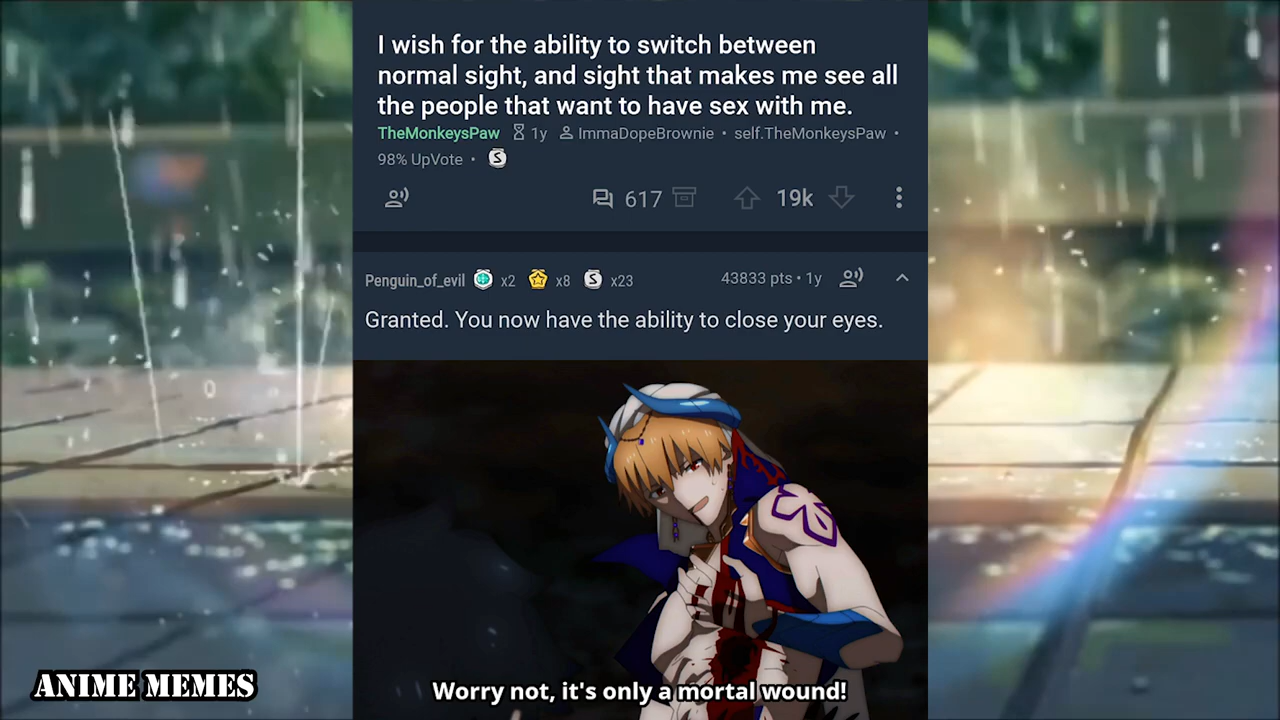 I wish for the ability to switch between
normal sight, and sight that makes me see all
the people that want to have sex with me.
TheMonkeysPaw 1y ImmaDopeBrownie • self.TheMonkeysPaw •
98% UpVote •
617 19k
Penguin_of_evil x2 x8 x23 43833 pts • 1y
Granted. You now have the ability to close your eyes.
Worry not, it's only a mortal wound!
ANIME MEMES